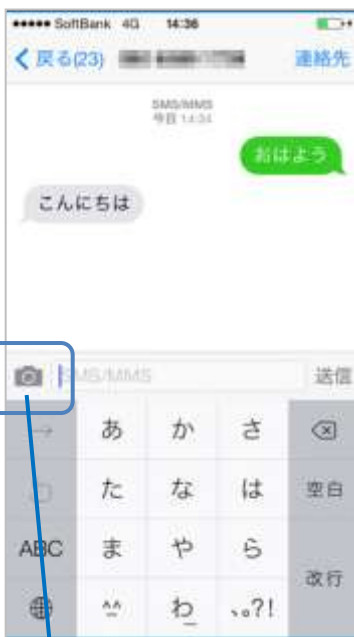 SoftBank 4G 14:36
戻る(23) 連絡先
SMS/MMS
今日 14:34
おはよう
こんにちは
SMS/MMS 送信
→ あ か さ
た な は 空白
ABC ま や ら
改行
^^ わ_ 、。?!